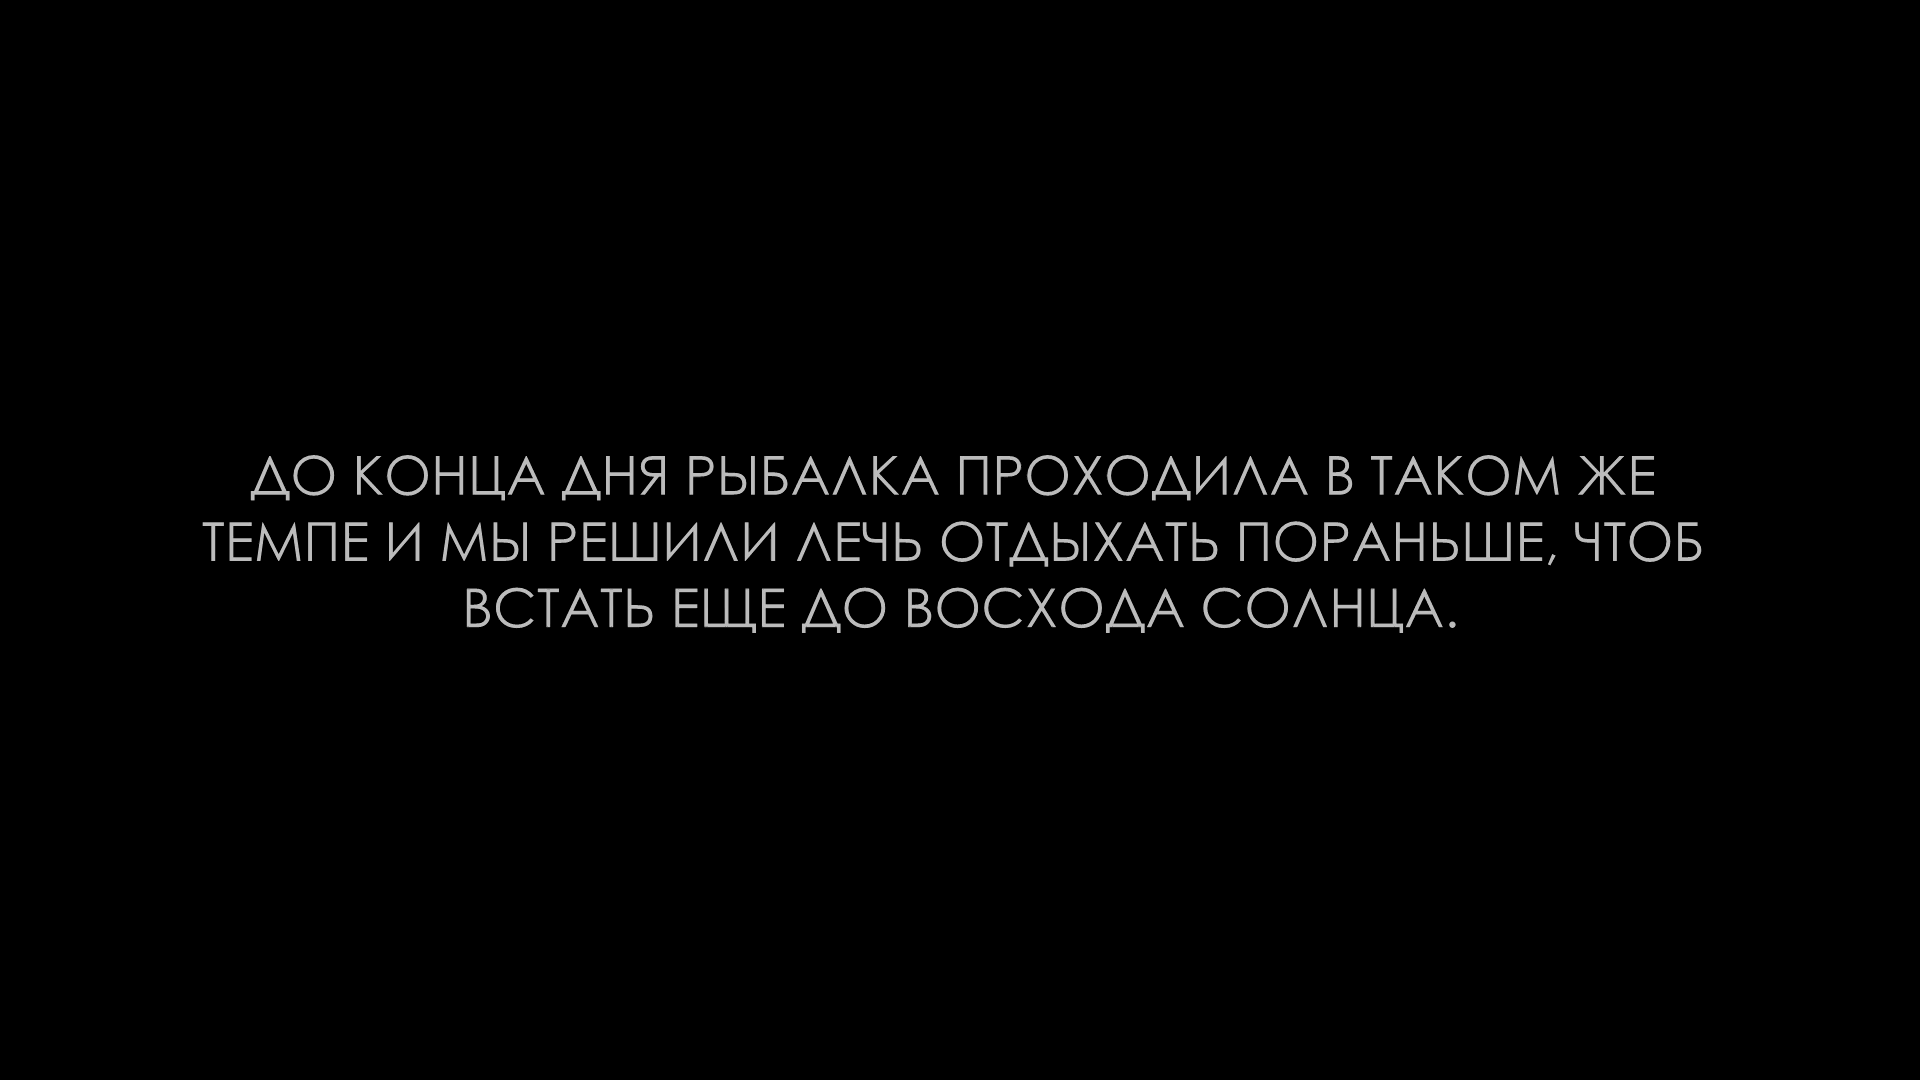 ДО КОНЦА ДНЯ РЫБАЛКА ПРОХОДИЛА В ТАКОМ ЖЕ
ТЕМПЕ И МЫ РЕШИЛИ ЛЕЧЬ ОТДЫХАТЬ ПОРАНЬШЕ, ЧТОБ
ВСТАТЬ ЕЩЕ ДО ВОСХОДА СОЛНЦА.